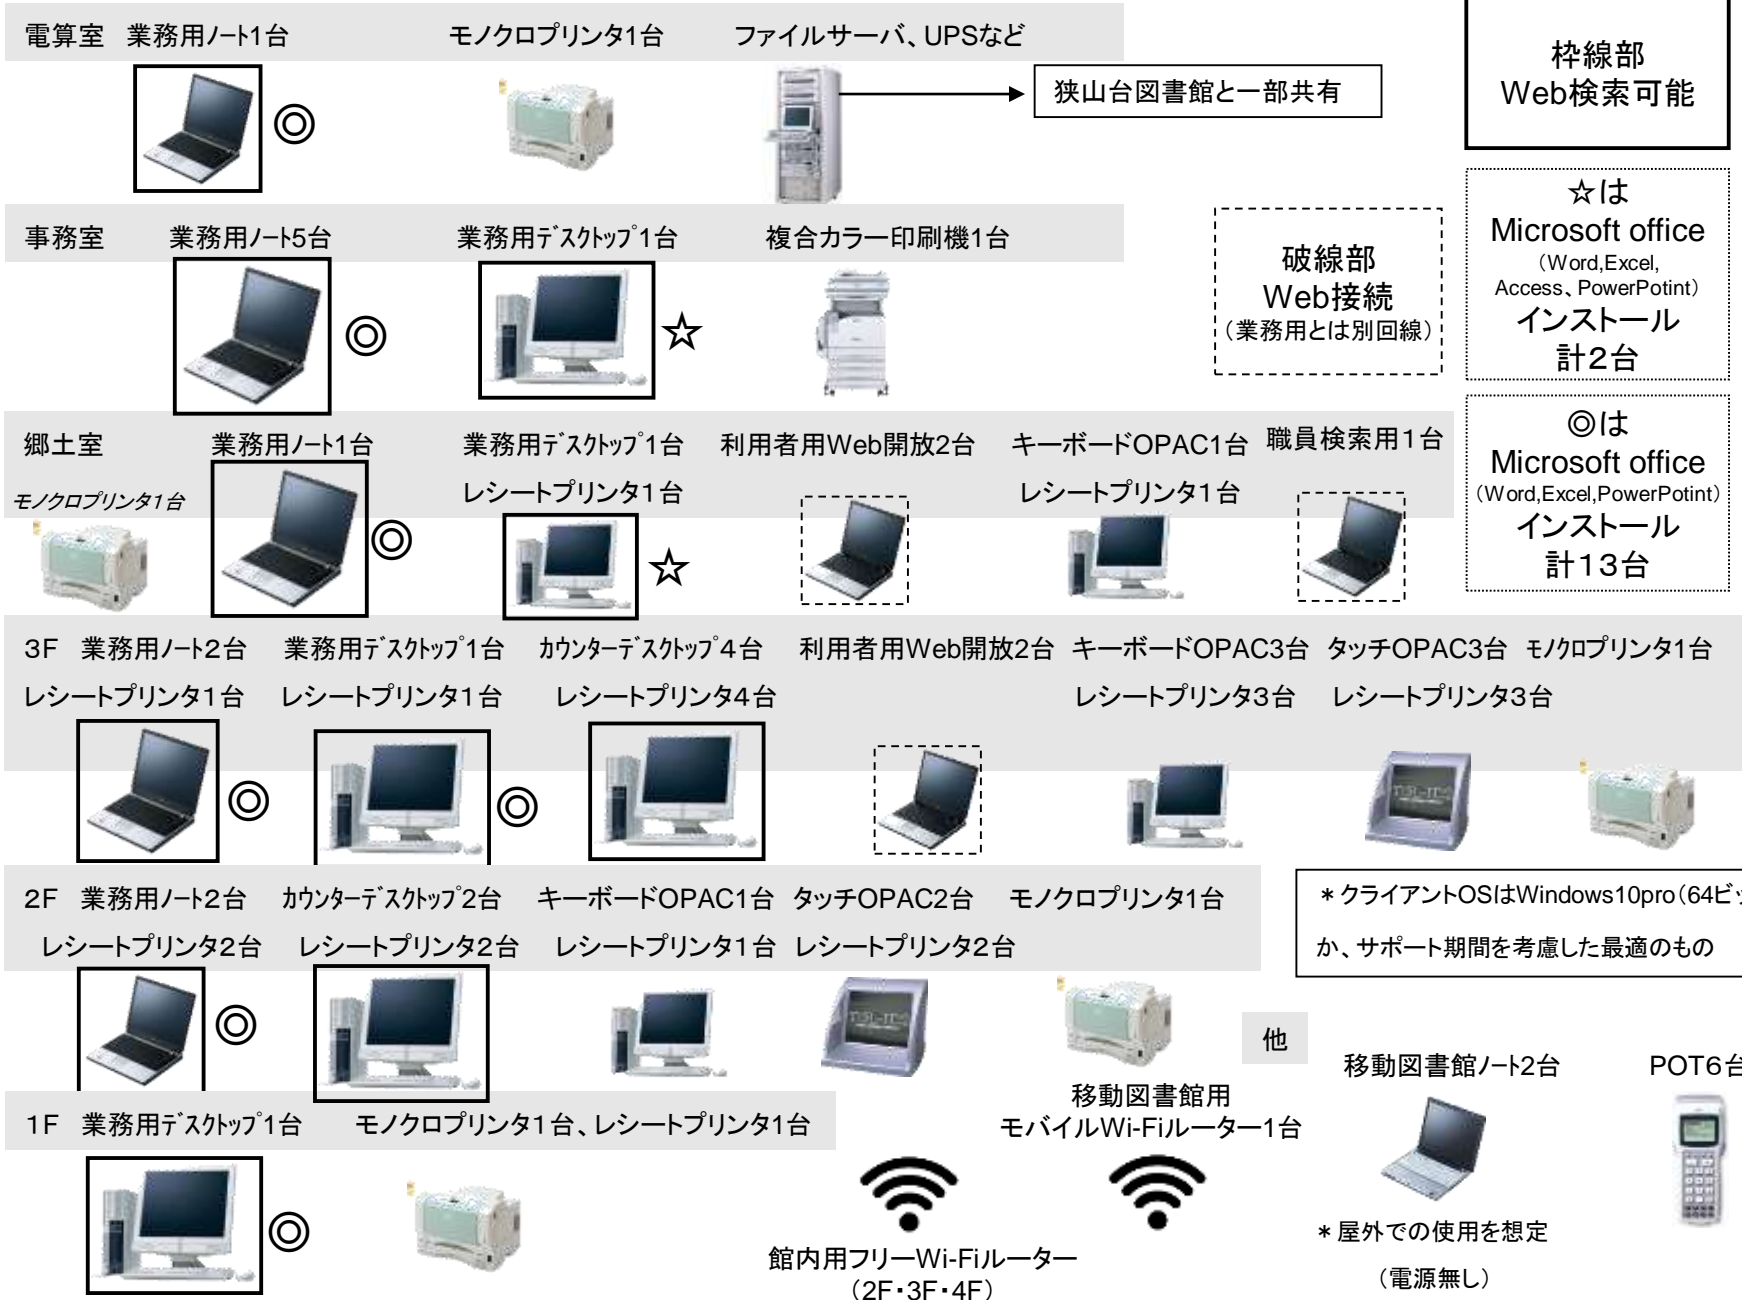 電算室 業務用ノート1台 モノクロプリンタ1台 ファイルサーバ、UPSなど
狭山台図書館と一部共有
枠線部
Web検索可能
事務室 業務用ノート5台 業務用デスクトップ1台 複合カラー印刷機1台
破線部
Web接続
(業務用とは別回線)
☆は
Microsoft office
(Word,Excel,
Access、PowerPotint)
インストール
計2台
☆
◎
◎
郷土室 業務用ノート1台 業務用デスクトップ1台 利用者用Web開放2台 キーボードOPAC1台 職員検索用1台
モノクロプリンタ1台 レシートプリンタ1台 レシートプリンタ1台
◎は
Microsoft office
(Word,Excel,PowerPotint)
インストール
計13台
◎
☆
3F 業務用ノート2台 業務用デスクトップ1台 カウンターデスクトップ4台 利用者用Web開放2台 キーボードOPAC3台 タッチOPAC3台 モノクロプリンタ1台
レシートプリンタ1台 レシートプリンタ1台 レシートプリンタ4台 レシートプリンタ3台 レシートプリンタ3台
◎
◎
2F 業務用ノート2台 カウンターデスクトップ2台 キーボードOPAC1台 タッチOPAC2台 モノクロプリンタ1台
レシートプリンタ2台 レシートプリンタ2台 レシートプリンタ1台 レシートプリンタ2台
*クライアントOSはWindows10pro(64ビッ
か、サポート期間を考慮した最適のもの
◎
他
移動図書館ノート2台
POT6台
移動図書館用
モバイルWi-Fiルーター1台
1F 業務用デスクトップ1台 モノクロプリンタ1台、レシートプリンタ1台
◎
館内用フリーWi-Fiルーター
(2F・3F・4F)
*屋外での使用を想定
(電源無し)